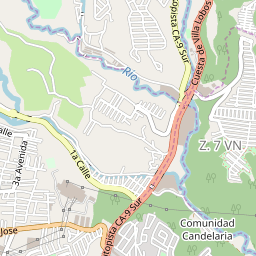 Autopista CA-9 Sur
Cuesta de Villa Lobos
Río
Calle
3a Avenida
1a Calle
Z. 7 VN
Autopista CA-9 Sur
Jose
Comunidad
Candelaria